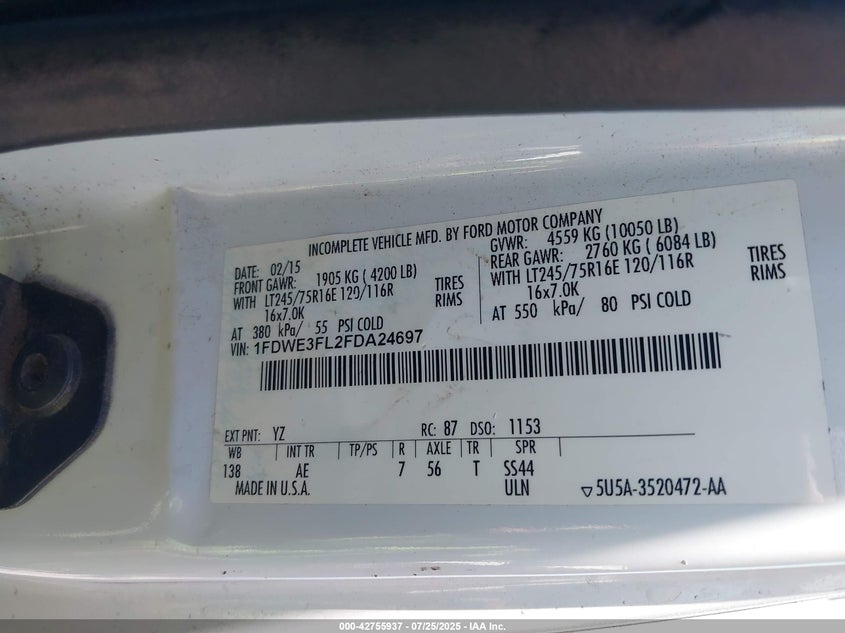 INCOMPLETE VEHICLE MFD. BY FORD MOTOR COMPANY
DATE: 02/15
FRONT GAWR: 1905 KG ( 4200 LB)
WITH LT245/75R16E 120/116R TIRES
16x7.0K RIMS
AT 380 kPa/ 55 PSI COLD
GVWR: 4559 KG (10050 LB)
REAR GAWR: 2760 KG ( 6084 LB)
WITH LT245/75R16E 120/116R TIRES
16x7.0K RIMS
AT 550 kPa/ 80 PSI COLD
VIN: 1FDWE3FL2FDA24697
EXT PNT: YZ RC: 87 DSO: 1153
WB INT TR TP/PS R AXLE TR SPR
138 AE 7 56 T SS44
MADE IN U.S.A. ULN 5U5A-3520472-AA
000-42755937 - 07/25/2025 - IAA Inc.